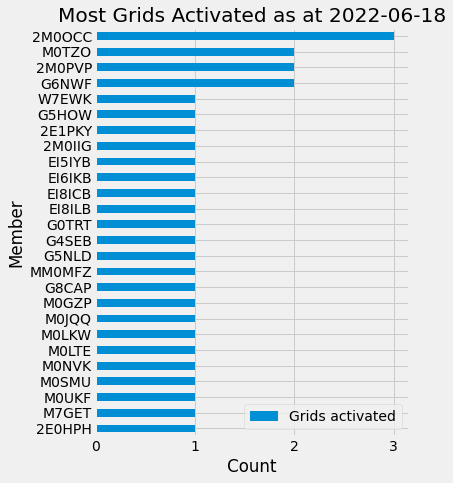 Most Grids Activated as at 2022-06-18
2M0OCC
M0TZO
2M0PVP
G6NWF
W7EWK
G5HOW
2E1PKY
2M0IIG
EI5IYB
EI6IKB
EI8ICB
EI8ILB
G0TRT
G4SEB
G5NLD
MM0MFZ
G8CAP
M0GZP
M0JQQ
M0LKW
M0LTE
M0NVK
M0SMU
M0UKF
M7GET
2E0HPH
Member
Grids activated
0 1 2 3
Count